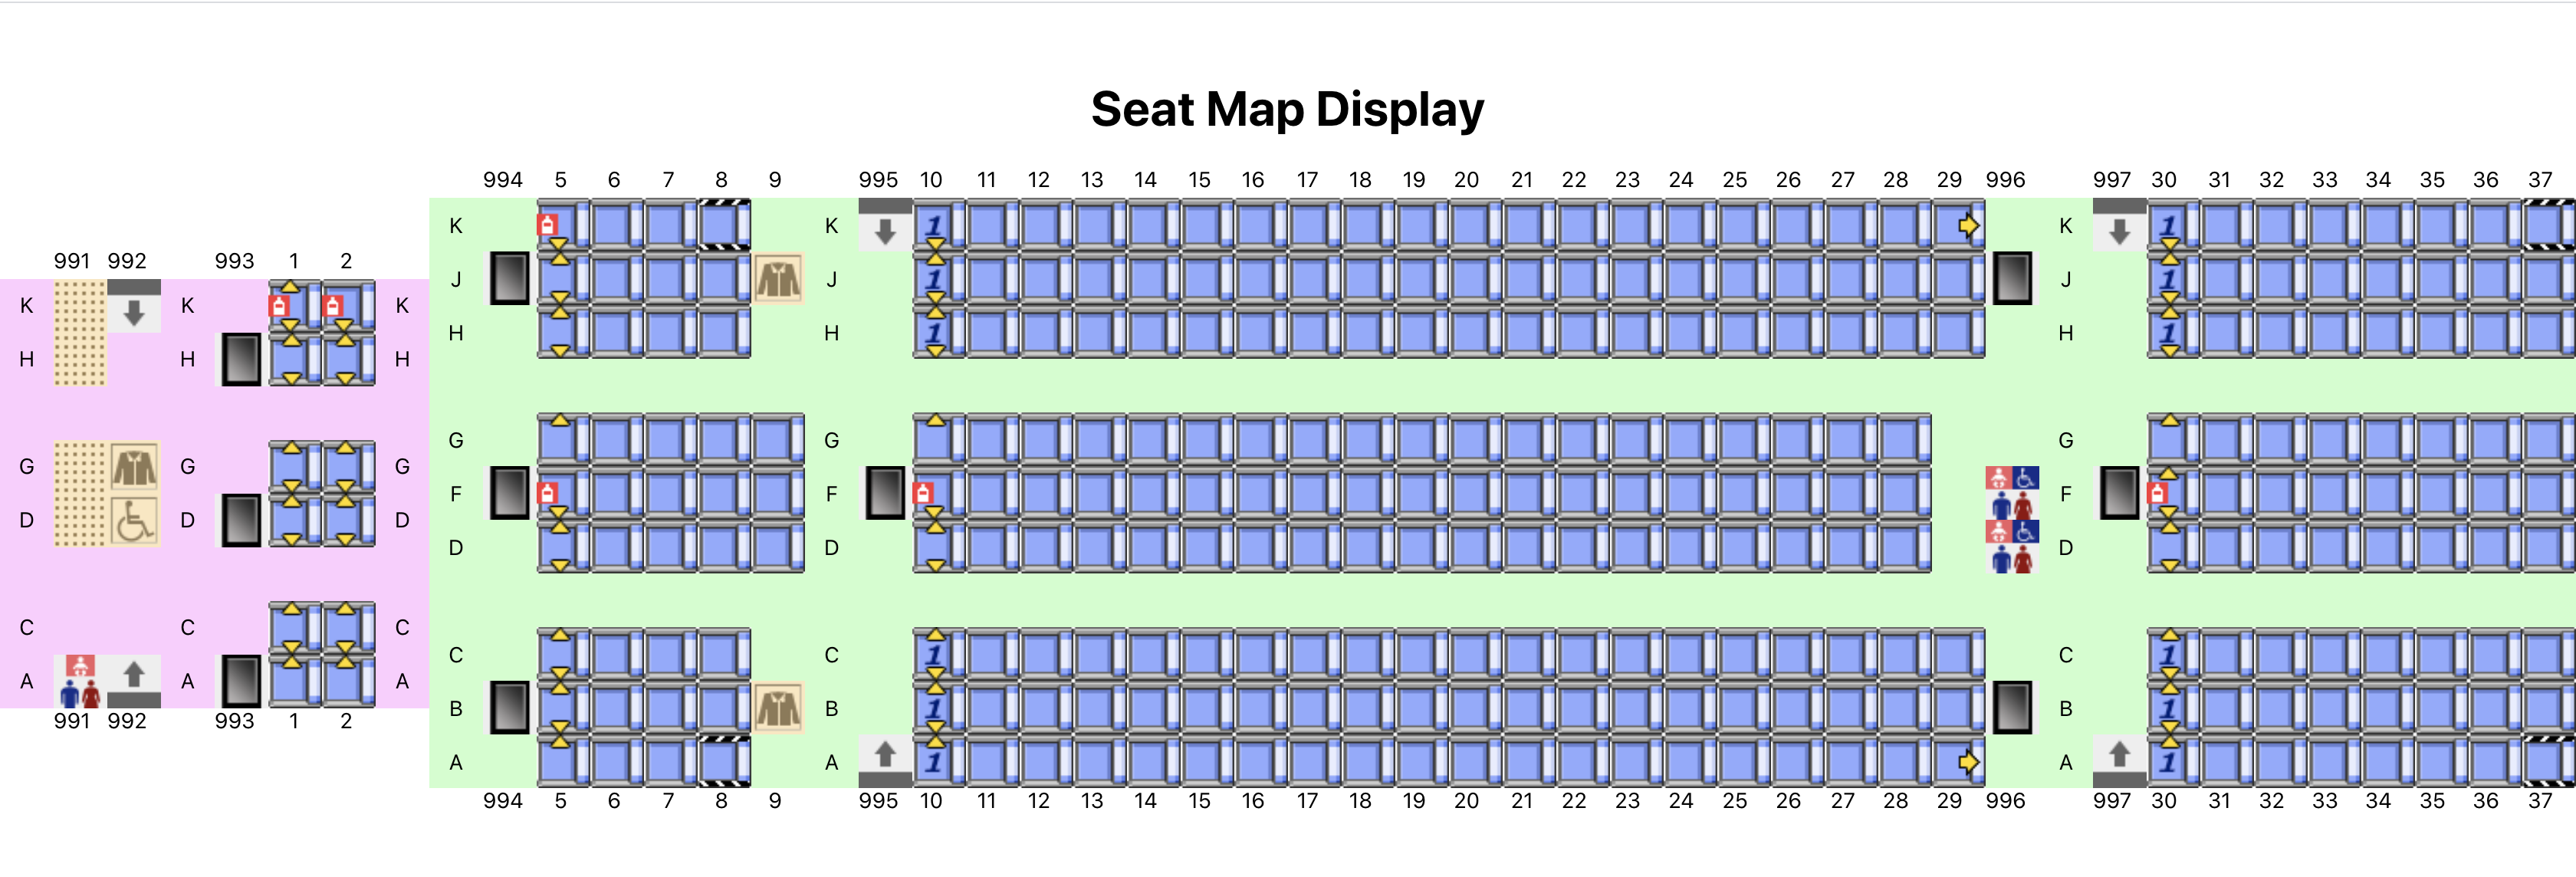 Seat Map Display
994 5 6 7 8 9 995 10 11 12 13 14 15 16 17 18 19 20 21 22 23 24 25 26 27 28 29 996 997 30 31 32 33 34 35 36 37
K K 1 K 1
991 992 993 1 2
J J 1 J 1
K K K
H H 1 H 1
H H H
G G G
G G G
F F F
D D D
D D D
C C C
C C 1 C 1
A A A
B B 1 B 1
991 992 993 1 2
A A 1 A 1
994 5 6 7 8 9 995 10 11 12 13 14 15 16 17 18 19 20 21 22 23 24 25 26 27 28 29 996 997 30 31 32 33 34 35 36 37